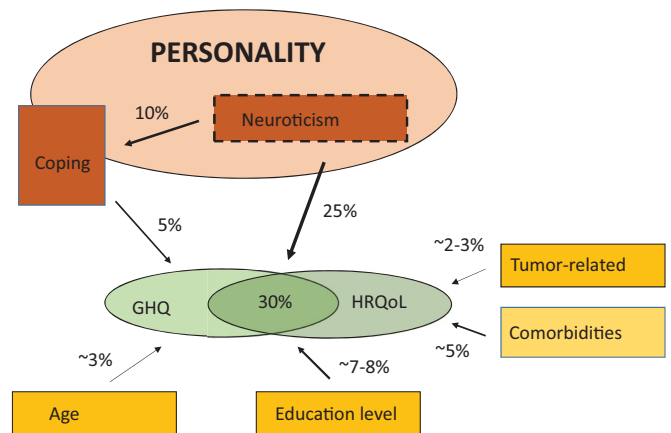 PERSONALITY
10%
Neuroticism
Coping
25%
5%
~2-3%
Tumor-related
GHQ
30%
HRQoL
Comorbidities
~3%
~7-8%
~5%
Age
Education level